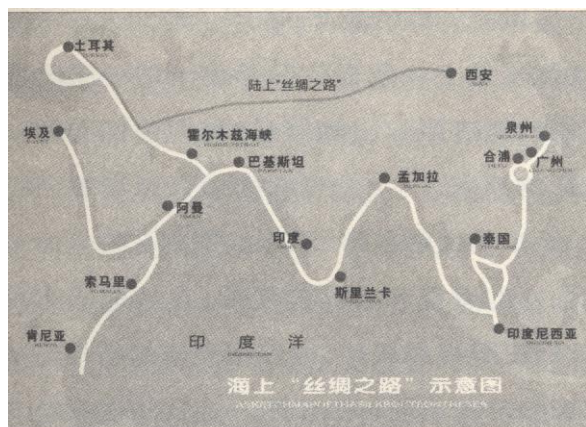 土耳其
西安
陆上“丝绸之路”
埃及
霍尔木兹海峡
泉州
合浦
广州
巴基斯坦
孟加拉
阿曼
印度
泰国
索马里
斯里兰卡
肯尼亚
印度洋
印度尼西亚
海上“丝绸之路”示意图